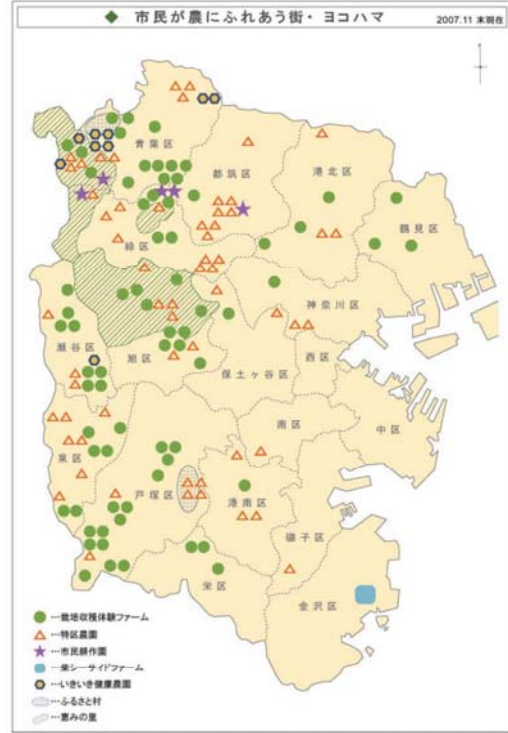 ◆ 市民が農にふれあう街・ヨコハマ
2007.11 末現在
青葉区
都筑区
港北区
鶴見区
緑区
神奈川区
瀬谷区
旭区
保土ヶ谷区
西区
中区
南区
泉区
戸塚区
港南区
磯子区
栄区
金沢区
…栽培収穫体験ファーム
…特区農園
…市民耕作園
…柴シーサイドファーム
…いきいき健康農園
…ふるさと村
…恵みの里